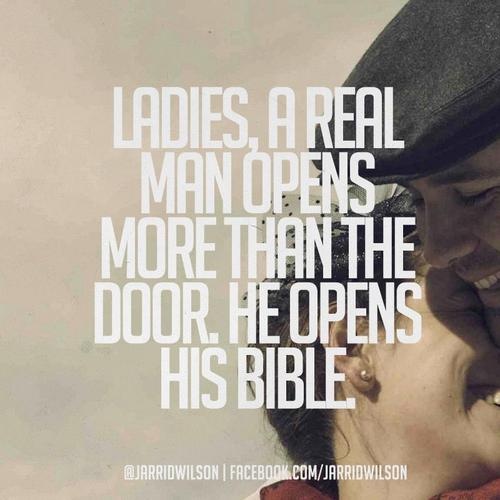 LADIES, A REAL
MAN OPENS
MORE THAN THE
DOOR. HE OPENS
HIS BIBLE.
@JARRIDWILSON | FACEBOOK.COM/JARRIDWILSON